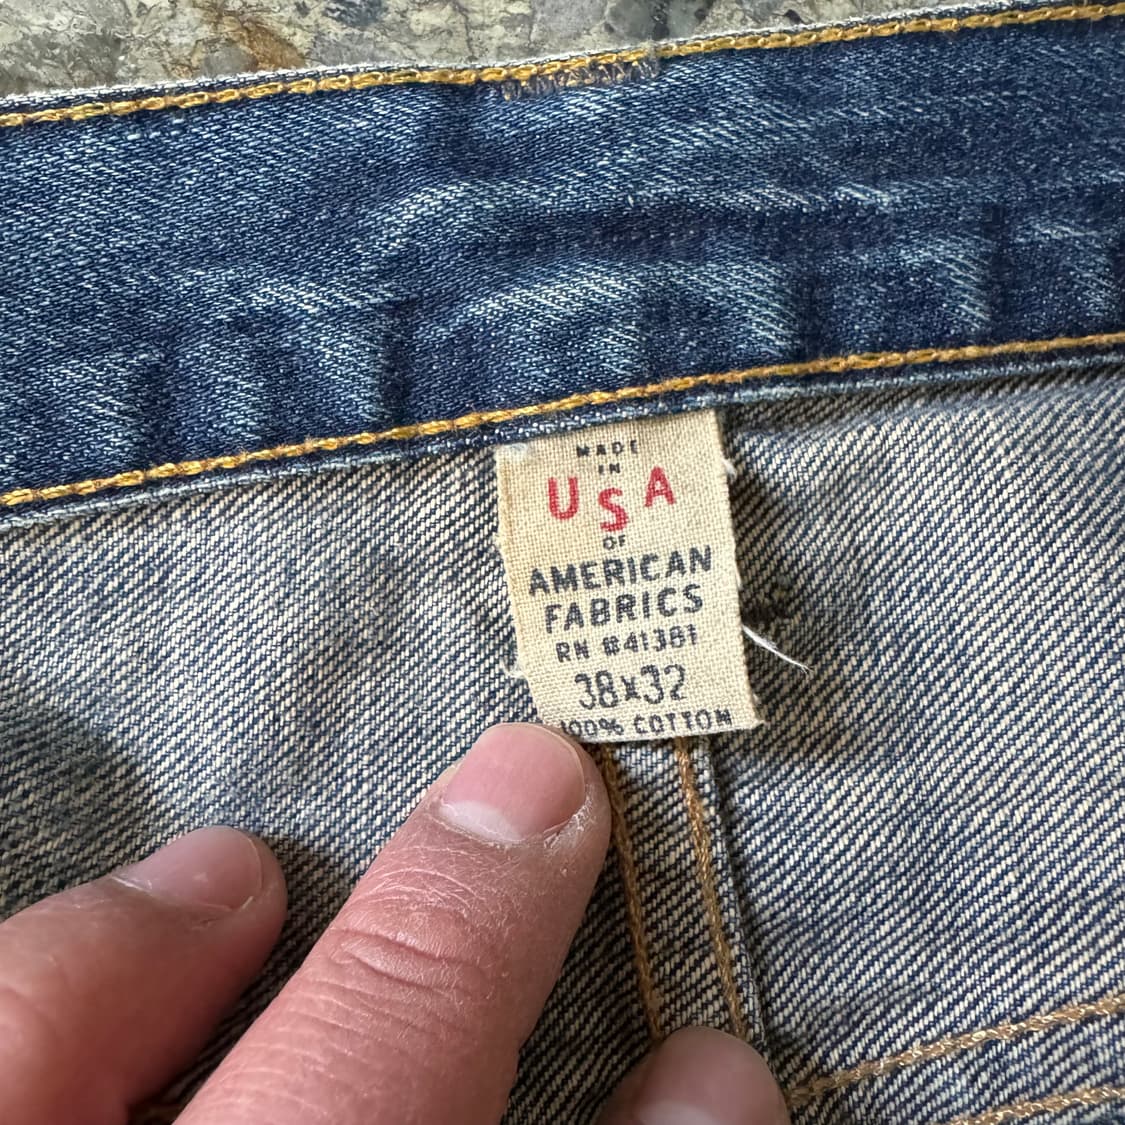 MADE
IN
USA
OF
AMERICAN
FABRICS
RN #41381
38x32
100% COTTON